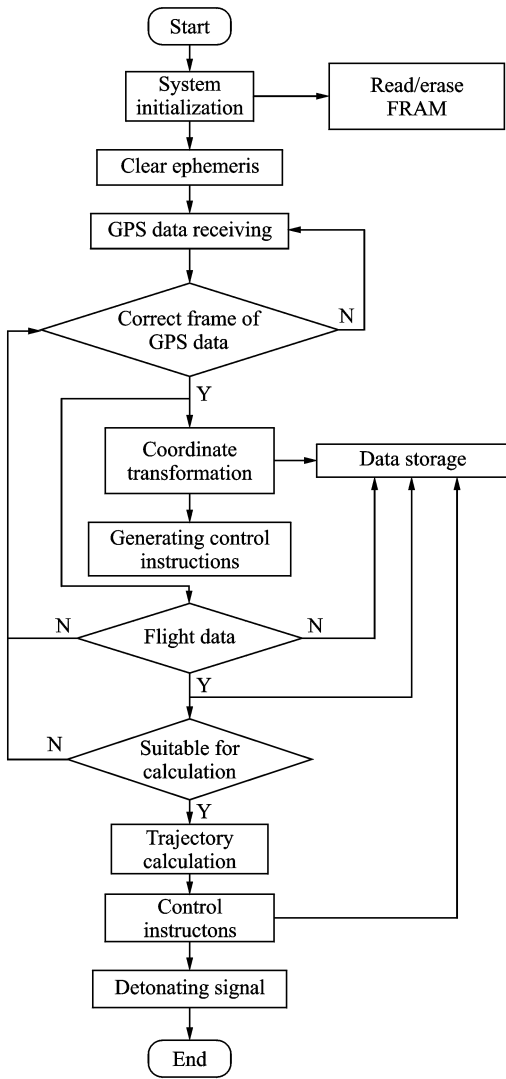 Start
System
initialization
Read/erase
FRAM
Clear ephemeris
GPS data receiving
Correct frame of
GPS data
N
Y
Coordinate
transformation
Data storage
Generating control
instructions
N
Flight data
N
Y
N
Suitable for
calculation
Y
Trajectory
calculation
Control
instructons
Detonating signal
End